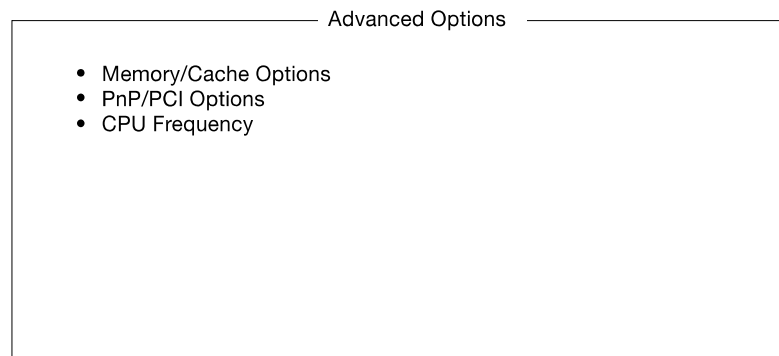 Advanced Options
• Memory/Cache Options
• PnP/PCI Options
• CPU Frequency